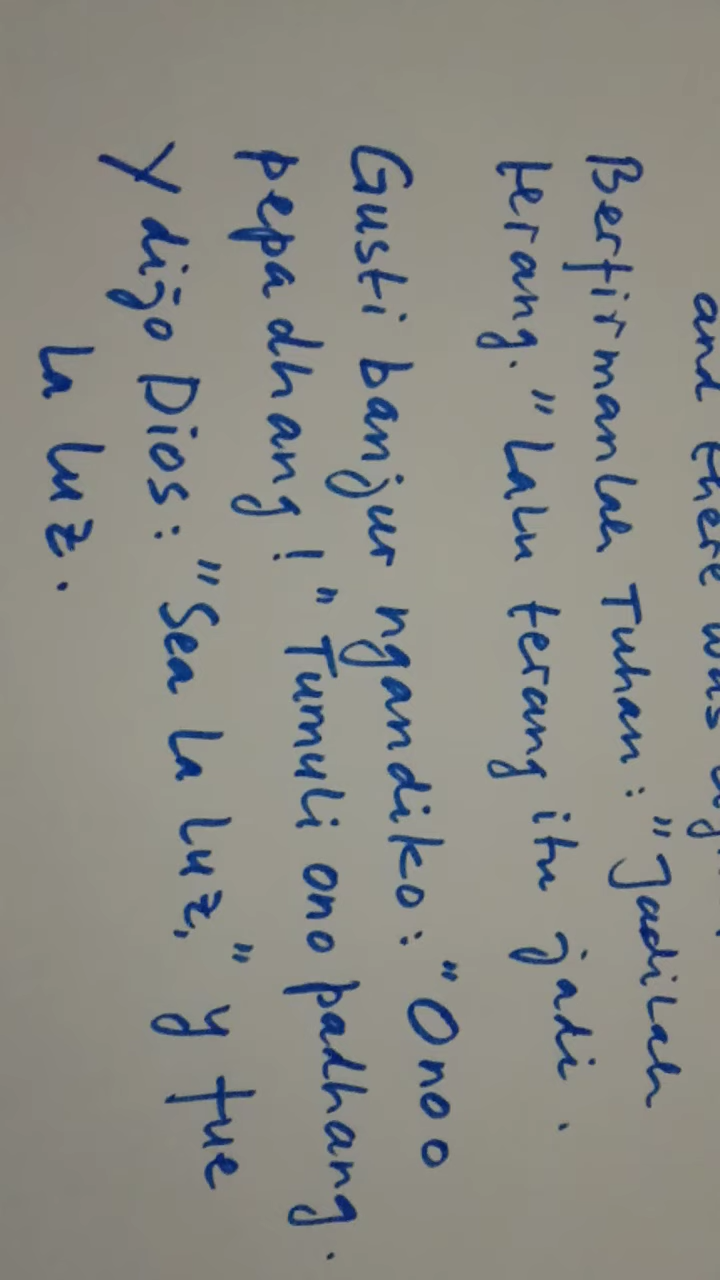 and there was
Berfirmanlah Tuhan: "Jadilah
terang." Lalu terang itu jadi.
Gusti banjur ngandiko: "Onoo
pepadhang!" Tumuli ono padhang.
Y dijo Dios: "Sea la luz," y fue
la luz.